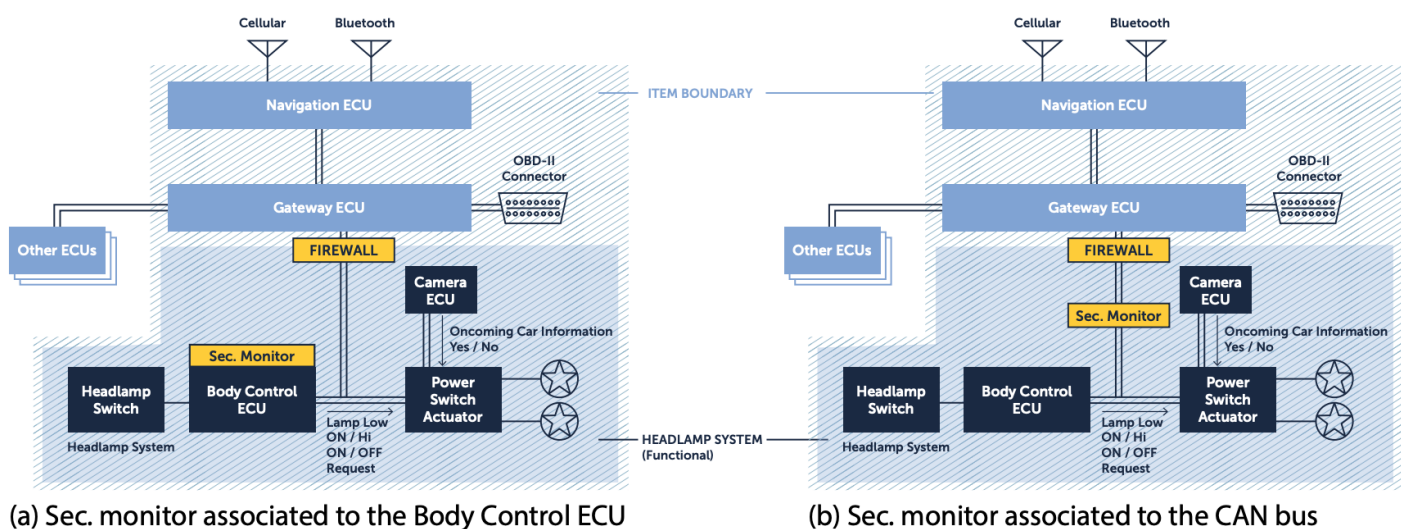 Cellular
Bluetooth
Navigation ECU
OBD-II
Connector
Gateway ECU
Other ECUs
FIREWALL
Camera
ECU
Oncoming Car Information
Yes / No
Sec. Monitor
Headlamp
Switch
Body Control
ECU
Power
Switch
Actuator
Lamp Low
ON / Hi
ON / OFF
Request
Headlamp System
(a) Sec. monitor associated to the Body Control ECU
ITEM BOUNDARY
HEADLAMP SYSTEM
(Functional)
Cellular
Bluetooth
Navigation ECU
OBD-II
Connector
Gateway ECU
Other ECUs
FIREWALL
Camera
ECU
Sec. Monitor
Oncoming Car Information
Yes / No
Headlamp
Switch
Body Control
ECU
Power
Switch
Actuator
Lamp Low
ON / Hi
ON / OFF
Request
Headlamp System
(b) Sec. monitor associated to the CAN bus